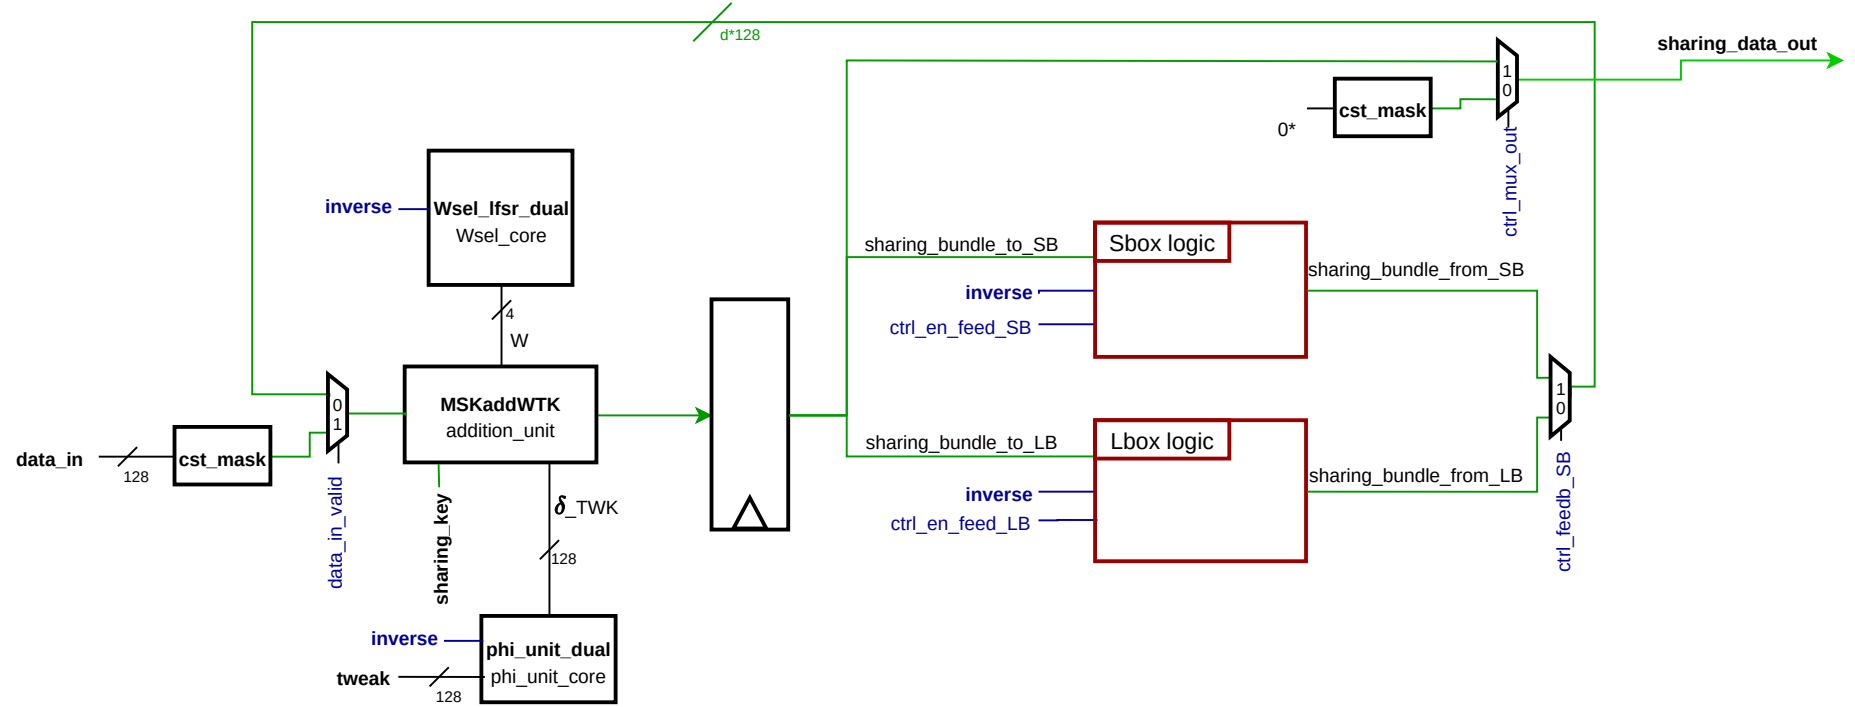 d*128
sharing_data_out
1
0
cst_mask
0*
ctrl_mux_out
inverse
Wsel_lfsr_dual
Wsel_core
4
W
sharing_bundle_to_SB
Sbox logic
inverse
ctrl_en_feed_SB
sharing_bundle_from_SB
0
1
data_in
128
cst_mask
data_in_valid
MSKaddWTK
addition_unit
sharing_key
δ_TWK
128
sharing_bundle_to_LB
Lbox logic
inverse
ctrl_en_feed_LB
sharing_bundle_from_LB
1
0
ctrl_feedb_SB
inverse
tweak
128
phi_unit_dual
phi_unit_core